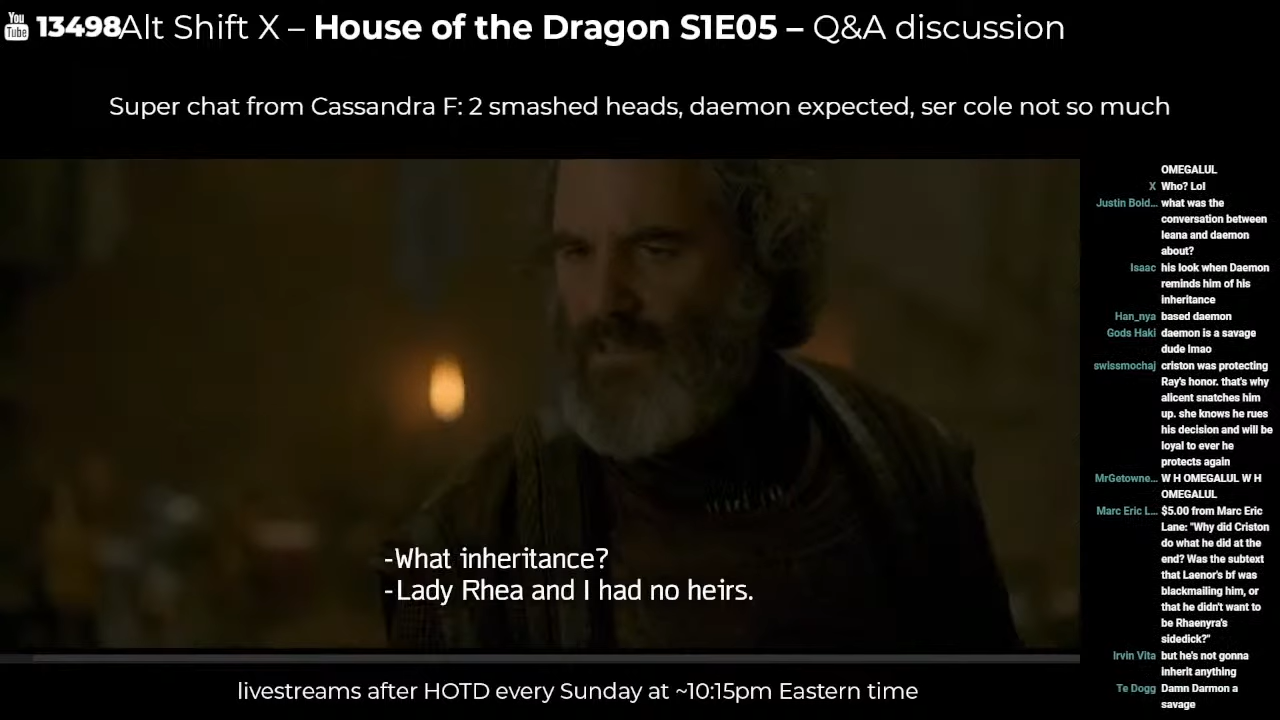 You Tube 13498 Alt Shift X – House of the Dragon S1E05 – Q&A discussion
Super chat from Cassandra F: 2 smashed heads, daemon expected, ser cole not so much
-What inheritance?
-Lady Rhea and I had no heirs.
livestreams after HOTD every Sunday at ~10:15pm Eastern time
OMEGALUL
X Who? Lol
Justin Bold... what was the
conversation between
leana and daemon
about?
Isaac his look when Daemon
reminds him of his
inheritance
Han_nya based daemon
Gods Haki daemon is a savage
dude lmao
swissmochaj criston was protecting
Ray's honor. that's why
alicent snatches him
up. she knows he rues
his decision and will be
loyal to ever he
protects again
MrGetowne... W H OMEGALUL W H
OMEGALUL
Marc Eric L... $5.00 from Marc Eric
Lane: "Why did Criston
do what he did at the
end? Was the subtext
that Laenor's bf was
blackmailing him, or
that he didn't want to
be Rhaenyra's
sidedick?"
Irvin Vita but he's not gonna
inherit anything
Te Dogg Damn Darmon a
savage